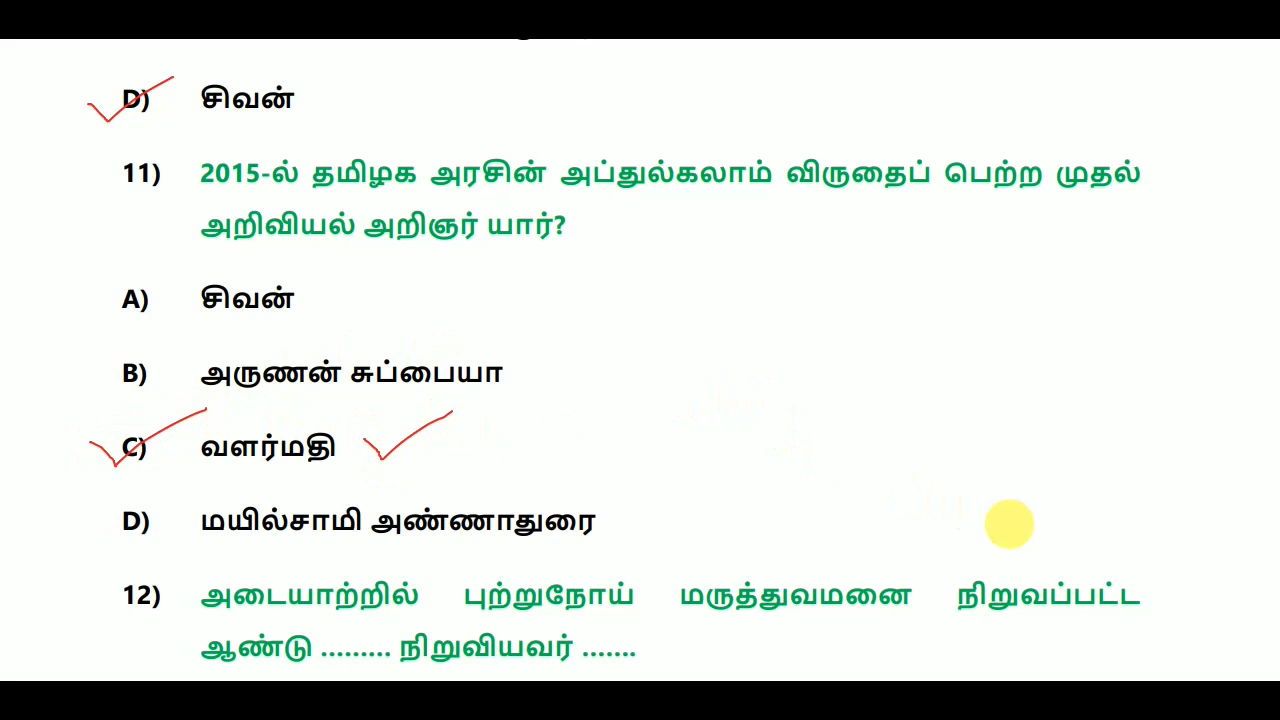 D) சிவன்
11) 2015-ல் தமிழக அரசின் அப்துல்கலாம் விருதைப் பெற்ற முதல்
அறிவியல் அறிஞர் யார்?
A) சிவன்
B) அருணன் சுப்பையா
C) வளர்மதி
D) மயில்சாமி அண்ணாதுரை
12) அடையாற்றில் புற்றுநோய் மருத்துவமனை நிறுவப்பட்ட
ஆண்டு ......... நிறுவியவர் .......